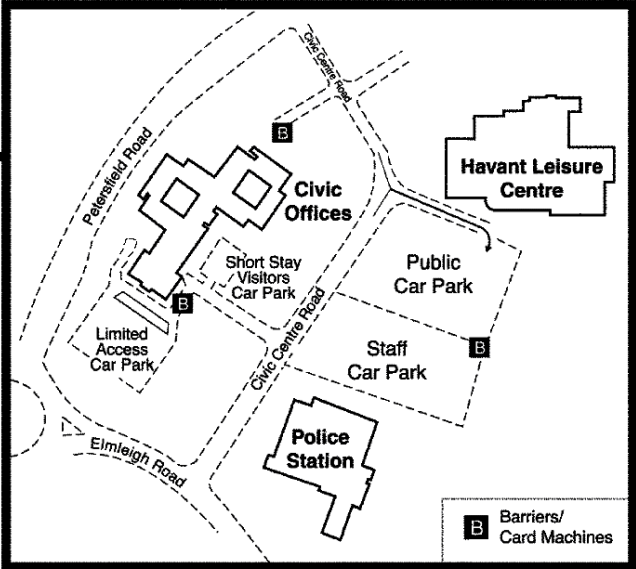 Civic Centre Road
Petersfield Road
B
Havant Leisure
Centre
Civic
Offices
Short Stay
Visitors
Car Park
Public
Car Park
B
Limited
Access
Car Park
Civic Centre Road
Staff
Car Park
B
Police
Station
Elmleigh Road
B
Barriers/
Card Machines